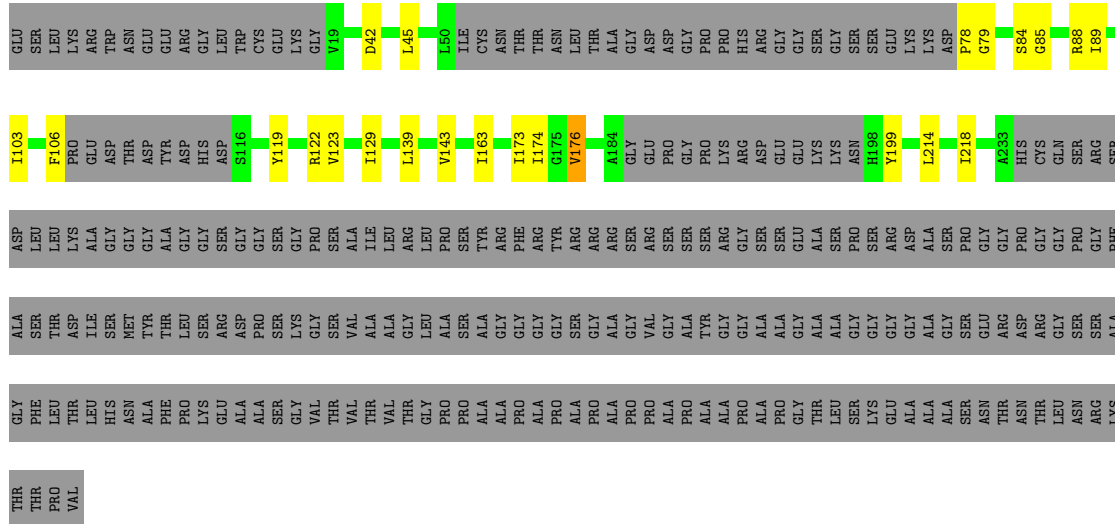 GLU SER LEU LYS ARG TRP ASN GLU GLU ARG GLY LEU TRP CYS GLU LYS GLY V19 D42 L45 L50 ILE CYS ASN THR THR ASN LEU THR ALA GLY ASP ASP GLY PRO PRO HIS ARG GLY GLY SER GLY SER SER GLU LYS LYS ASP P78 G79 S84 G85 R88 I89
I103 F106 PRO GLU ASP THR ASP TYR ASP HIS ASP S116 Y119 R122 V123 I129 L139 V143 I163 I173 I174 G175 V176 A184 GLY GLU PRO GLY PRO LYS ARG ASP GLU GLU LYS LYS ASN H198 Y199 L214 I218 A233 HIS CYS GLN SER ARG SER
ASP LEU LEU LYS ALA GLY GLY GLY ALA GLY GLY SER GLY GLY SER GLY PRO SER ALA ILE LEU ARG LEU PRO SER TYR ARG PHE ARG TYR ARG ARG ARG SER ARG SER SER SER ARG GLY SER SER GLU ALA SER PRO SER ARG ASP ALA SER PRO GLY GLY PRO GLY GLY PRO GLY PHE
ALA SER THR ASP ILE SER MET TYR THR LEU SER ARG ASP PRO SER LYS GLY SER VAL ALA ALA GLY LEU ALA SER ALA GLY GLY GLY GLY SER GLY ALA GLY VAL GLY ALA TYR GLY ALA ALA GLY ALA ALA GLY GLY GLY GLY ALA GLY SER GLU ARG ASP ARG GLY SER SER ALA
GLY PHE LEU THR LEU HIS ASN ALA PHE PRO LYS GLU ALA ALA SER GLY VAL THR VAL THR VAL THR GLY PRO PRO ALA ALA PRO ALA PRO ALA PRO ALA PRO PRO ALA PRO ALA ALA PRO ALA PRO GLY THR LEU SER LYS GLU ALA ALA ALA SER ASN THR ASN THR LEU ASN ARG LYS
THR THR PRO VAL